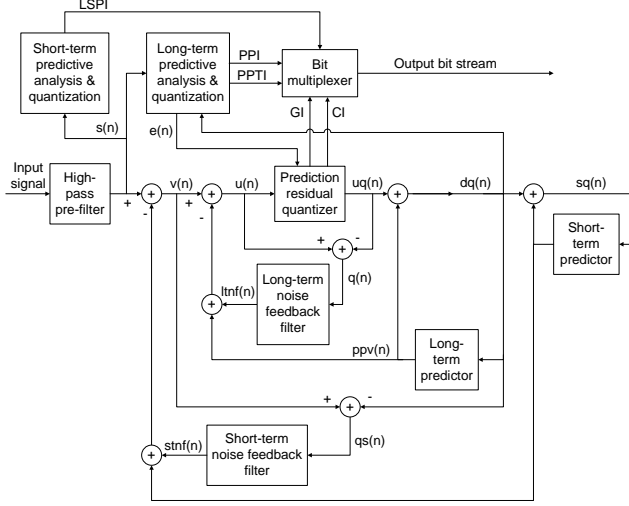 LSPI
Short-term
predictive
analysis &
quantization
Long-term
predictive
analysis &
quantization
PPI
PPTI
Bit
multiplexer
Output bit stream
GI
CI
s(n)
e(n)
Input
signal
High-
pass
pre-filter
+
-
+
v(n)
+
-
+
u(n)
Prediction
residual
quantizer
uq(n)
+
dq(n)
+
sq(n)
Short-
term
predictor
+
-
+
q(n)
Long-term
noise
feedback
filter
ltnf(n)
+
ppv(n)
Long-
term
predictor
+
-
+
qs(n)
Short-term
noise feedback
filter
stnf(n)
+